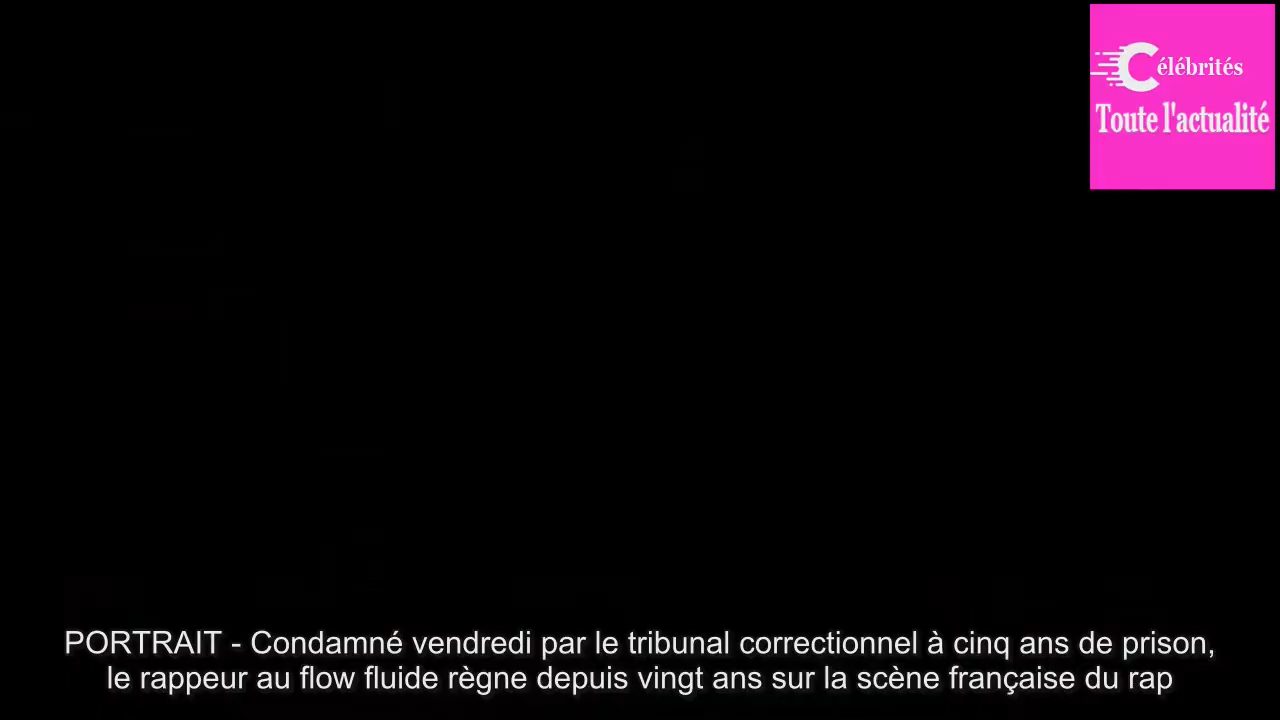 Célébrités
Toute l'actualité
PORTRAIT - Condamné vendredi par le tribunal correctionnel à cinq ans de prison,
le rappeur au flow fluide règne depuis vingt ans sur la scène française du rap